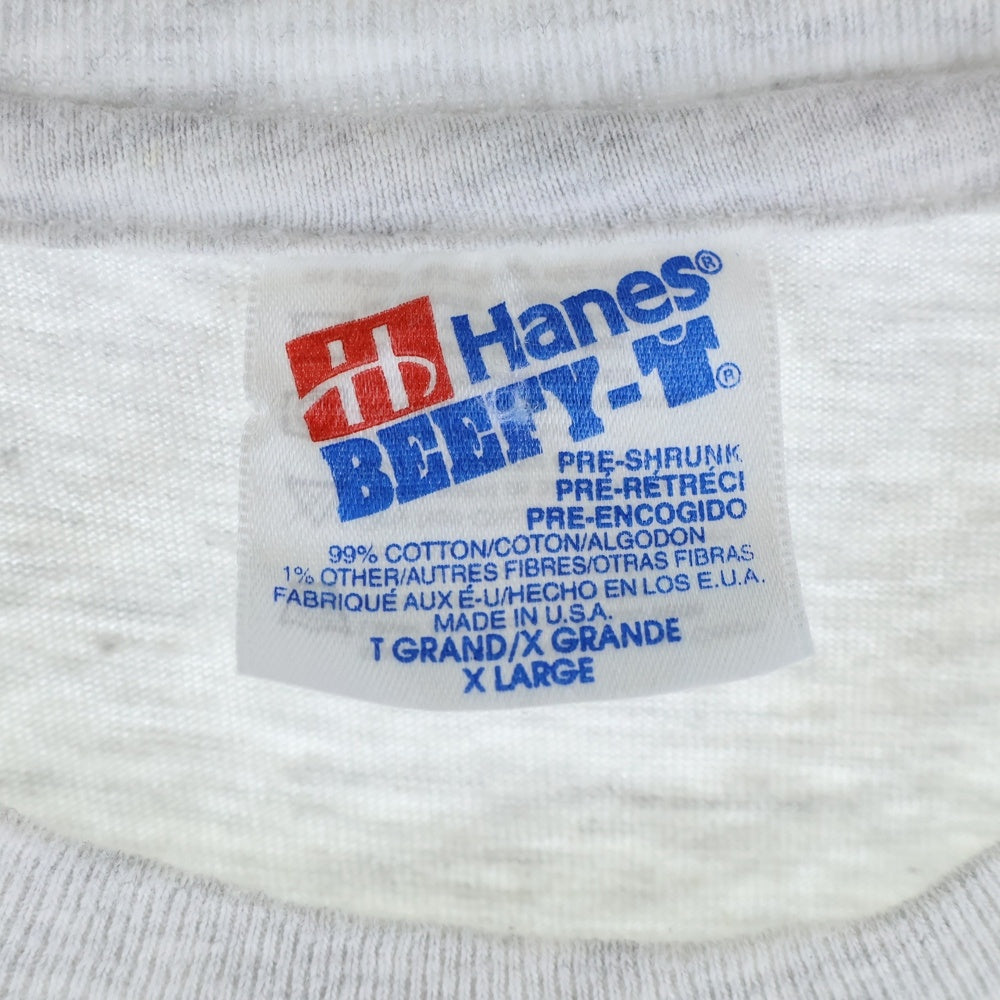 Hanes®
BEEFY-T®
PRE-SHRUNK
PRÉ-RÉTRÉCI
PRE-ENCOGIDO
99% COTTON/COTON/ALGODON
1% OTHER/AUTRES FIBRES/OTRAS FIBRAS
FABRIQUÉ AUX É-U/HECHO EN LOS E.U.A.
MADE IN U.S.A.
T GRAND/X GRANDE
X LARGE